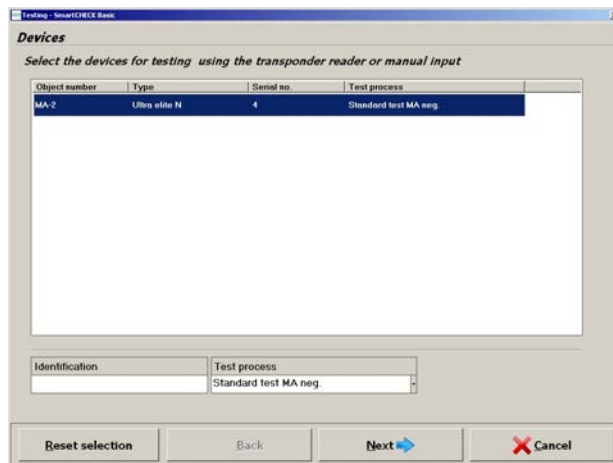 Testing - SmartCHECK Basic
Devices
Select the devices for testing using the transponder reader or manual input
Object number Type Serial no. Test process
MA-2 Ultra elite N 4 Standard test MA neg.
Identification Test process
Standard test MA neg.
Reset selection Back Next Cancel